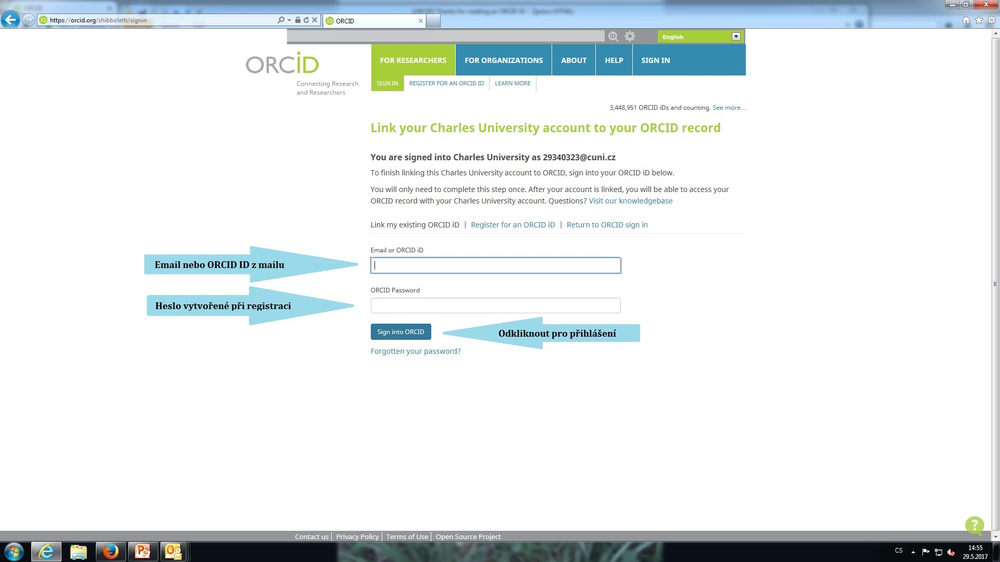 https://orcid.org/shibboleth/signin
ORCID
English
ORCiD
Connecting Research
and Researchers
FOR RESEARCHERS
FOR ORGANIZATIONS
ABOUT
HELP
SIGN IN
SIGN IN
REGISTER FOR AN ORCID ID
LEARN MORE
3,448,951 ORCID iDs and counting. See more...
Link your Charles University account to your ORCID record
You are signed into Charles University as 29340323@cuni.cz
To finish linking this Charles University account to ORCID, sign into your ORCID iD below.
You will only need to complete this step once. After your account is linked, you will be able to access your
ORCID record with your Charles University account. Questions? Visit our knowledgebase
Link my existing ORCID iD | Register for an ORCID iD | Return to ORCID sign in
Email or ORCID iD
Email nebo ORCID ID z mailu
ORCID Password
Heslo vytvořené při registraci
Sign into ORCID
Odkliknout pro přihlášení
Forgotten your password?
Contact us | Privacy Policy | Terms of Use | Open Source Project
CS
14:55
29.5.2017